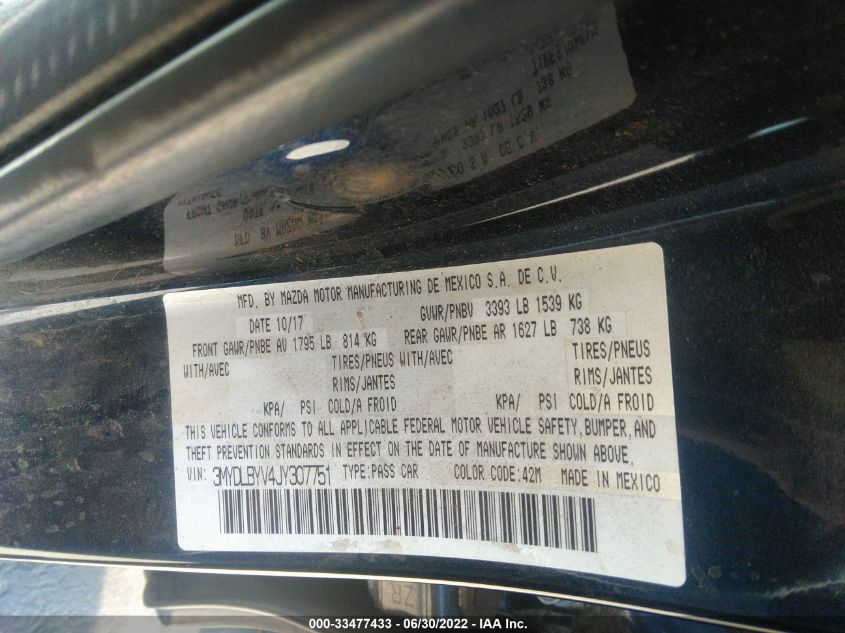 MFD. BY MAZDA MOTOR MANUFACTURING DE MEXICO S.A. DE C.V.
DATE 10/17 GVWR/PNBV 3393 LB 1539 KG
FRONT GAWR/PNBE AV 1795 LB 814 KG REAR GAWR/PNBE AR 1627 LB 738 KG
WITH/AVEC TIRES/PNEUS WITH/AVEC TIRES/PNEUS
RIMS/JANTES RIMS/JANTES
KPA/ PSI COLD/A FROID KPA/ PSI COLD/A FROID
THIS VEHICLE CONFORMS TO ALL APPLICABLE FEDERAL MOTOR VEHICLE SAFETY, BUMPER, AND
THEFT PREVENTION STANDARDS IN EFFECT ON THE DATE OF MANUFACTURE SHOWN ABOVE.
VIN: 3MYDLBYV4JY307751 TYPE:PASS CAR COLOR CODE:42M MADE IN MEXICO
ZR
000-33477433 - 06/30/2022 - IAA Inc.